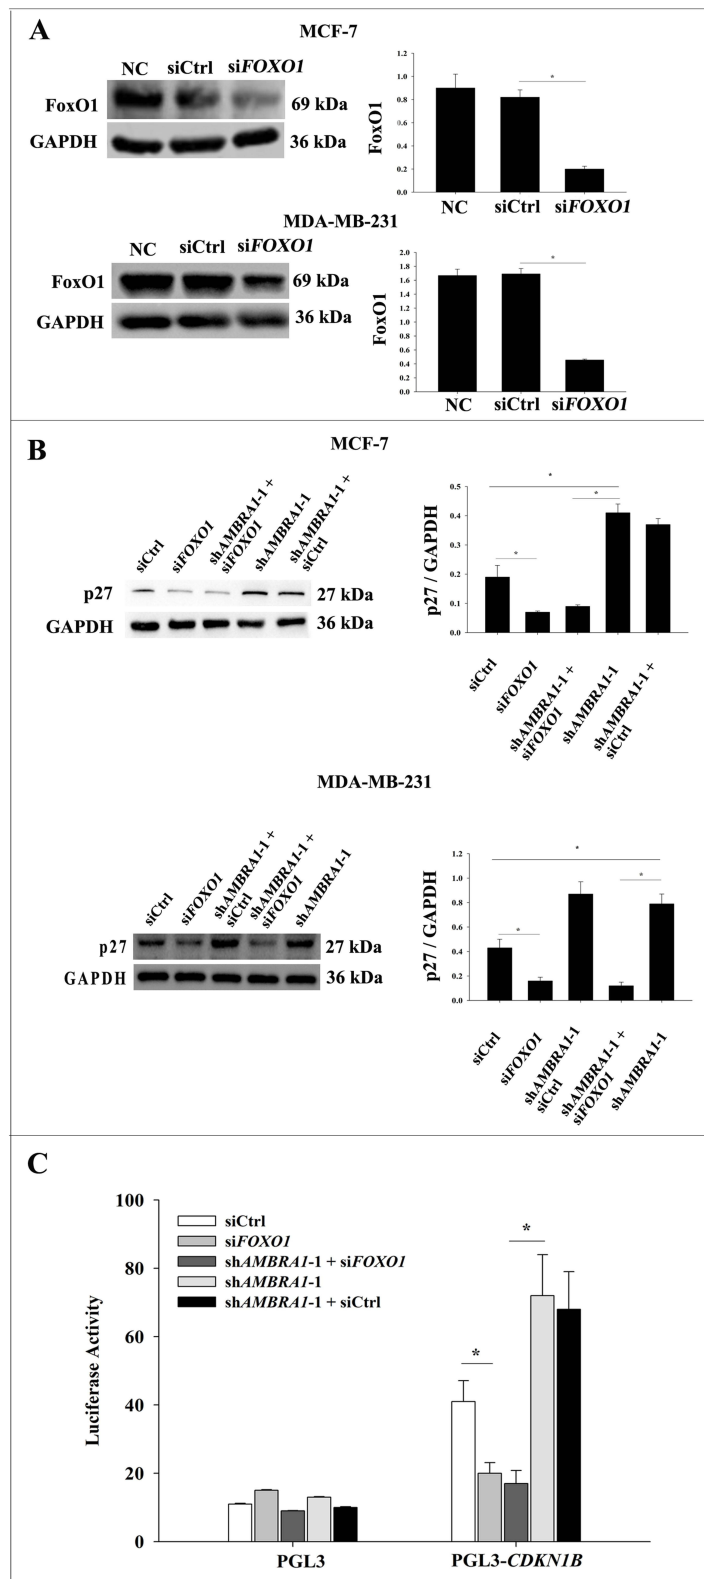 A
MCF-7
NC siCtrl siFOXO1
FoxO1 69 kDa
GAPDH 36 kDa
FoxO1
1.2
1.0
0.8
0.6
0.4
0.2
0.0
*
NC siCtrl siFOXO1
MDA-MB-231
NC siCtrl siFOXO1
FoxO1 69 kDa
GAPDH 36 kDa
FoxO1
2.0
1.8
1.6
1.4
1.2
1.0
0.8
0.6
0.4
0.2
0.0
*
NC siCtrl siFOXO1
B
MCF-7
siCtrl
siFOXO1
shAMBRA1-1 +
siFOXO1
shAMBRA1-1
shAMBRA1-1 +
siCtrl
p27 27 kDa
GAPDH 36 kDa
p27 / GAPDH
0.5
0.4
0.3
0.2
0.1
0.0
*
*
*
siCtrl
siFOXO1
shAMBRA1-1 +
siFOXO1
shAMBRA1-1
shAMBRA1-1 +
siCtrl
MDA-MB-231
siCtrl
siFOXO1
shAMBRA1-1 +
siCtrl
shAMBRA1-1 +
siFOXO1
shAMBRA1-1
p27 27 kDa
GAPDH 36 kDa
p27 / GAPDH
1.2
1.0
0.8
0.6
0.4
0.2
0.0
*
*
*
siCtrl
siFOXO1
shAMBRA1-1
siCtrl
shAMBRA1-1 +
siFOXO1
shAMBRA1-1
C
Luciferase Activity
100
80
60
40
20
0
siCtrl
siFOXO1
shAMBRA1-1 + siFOXO1
shAMBRA1-1
shAMBRA1-1 + siCtrl
*
*
PGL3 PGL3-CDKN1B